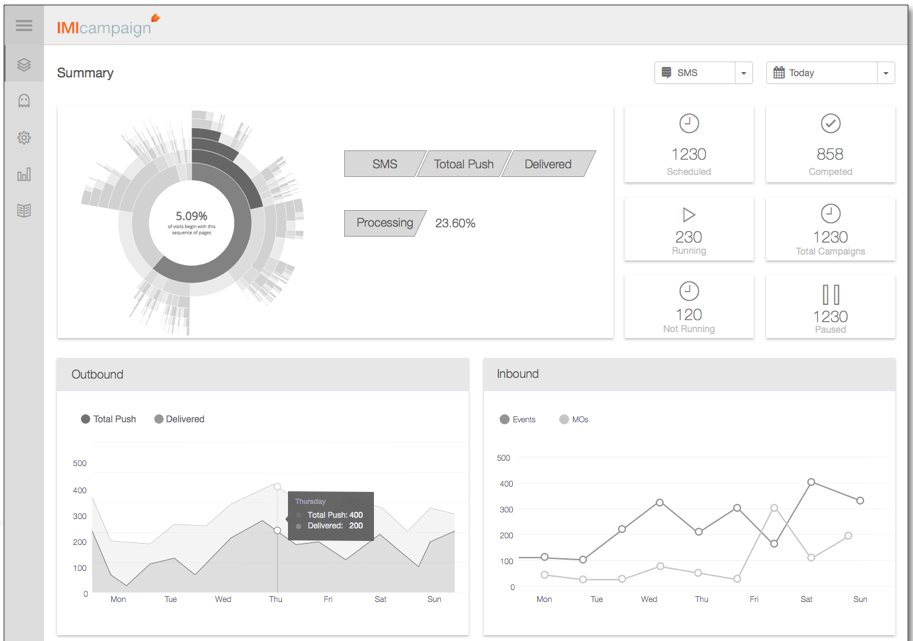 IMIcampaign
Summary
SMS
Today
5.09%
of visits begin with this
sequence of pages
SMS
Totoal Push
Delivered
Processing
23.60%
1230
Scheduled
858
Competed
230
Running
1230
Total Campaigns
120
Not Running
1230
Paused
Outbound
Total Push
Delivered
500
400
300
200
100
0
Thursday
Total Push: 400
Delivered: 200
Mon
Tue
Wed
Thu
Fri
Sat
Sun
Inbound
Events
MOs
500
400
300
200
100
0
Mon
Tue
Wed
Thu
Fri
Sat
Sun